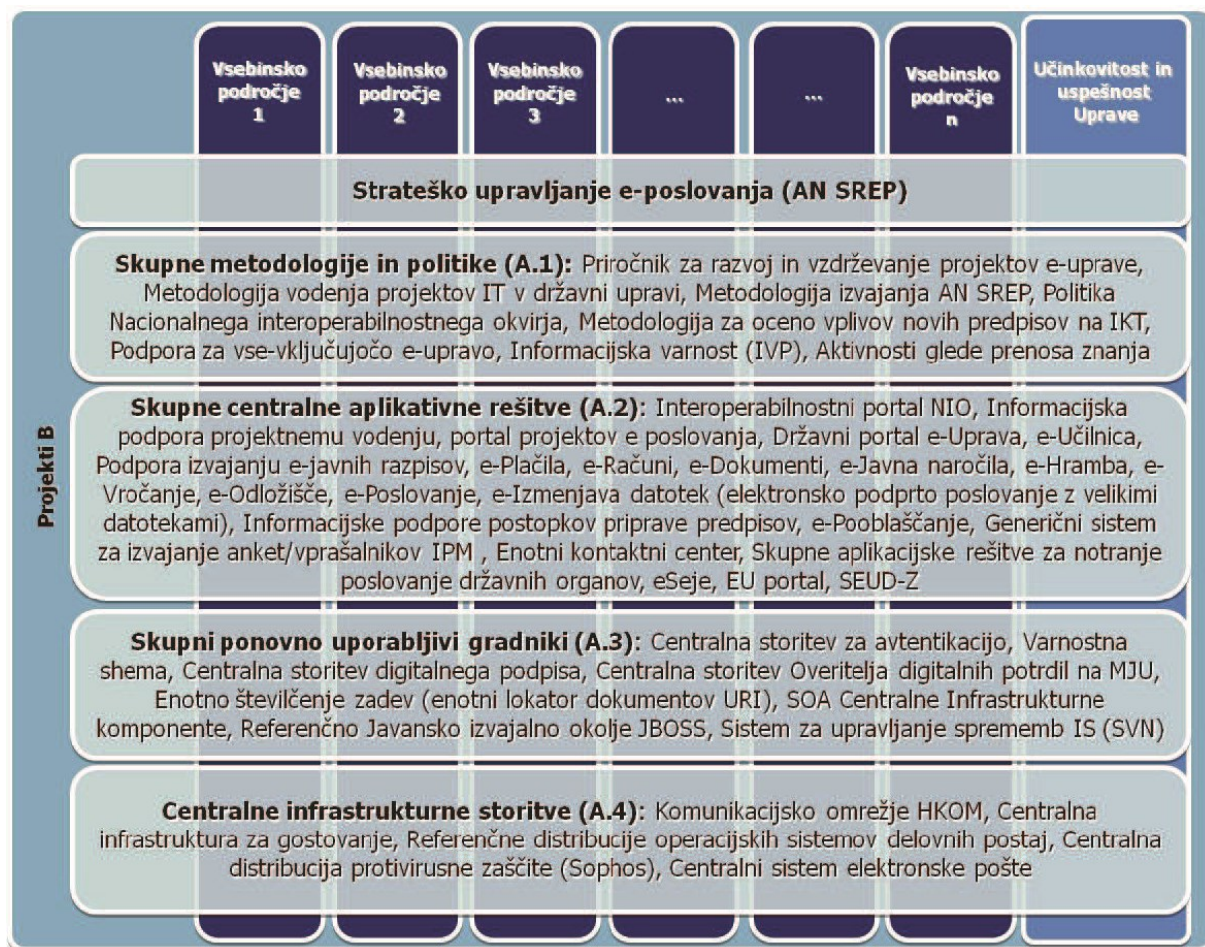 Vsebinsko
področje
1
Vsebinsko
področje
2
Vsebinsko
področje
3
...
...
Vsebinsko
področje
n
Učinkovitost in
uspešnost
Uprave
Strateško upravljanje e-poslovanja (AN SREP)
Skupne metodologije in politike (A.1): Priročnik za razvoj in vzdrževanje projektov e-uprave,
Metodologija vodenja projektov IT v državni upravi, Metodologija izvajanja AN SREP, Politika
Nacionalnega interoperabilnostnega okvirja, Metodologija za oceno vplivov novih predpisov na IKT,
Podpora za vse-vključujočo e-upravo, Informacijska varnost (IVP), Aktivnosti glede prenosa znanja
Projekti B
Skupne centralne aplikativne rešitve (A.2): Interoperabilnostni portal NIO, Informacijska
podpora projektnemu vodenju, portal projektov e poslovanja, Državni portal e-Uprava, e-Učilnica,
Podpora izvajanju e-javnih razpisov, e-Plačila, e-Računi, e-Dokumenti, e-Javna naročila, e-Hramba, e-
Vročanje, e-Odložišče, e-Poslovanje, e-Izmenjava datotek (elektronsko podprto poslovanje z velikimi
datotekami), Informacijske podpore postopkov priprave predpisov, e-Pooblaščanje, Generični sistem
za izvajanje anket/vprašalnikov IPM , Enotni kontaktni center, Skupne aplikacijske rešitve za notranje
poslovanje državnih organov, eSeje, EU portal, SEUD-Z
Skupni ponovno uporabljivi gradniki (A.3): Centralna storitev za avtentikacijo, Varnostna
shema, Centralna storitev digitalnega podpisa, Centralna storitev Overitelja digitalnih potrdil na MJU,
Enotno številčenje zadev (enotni lokator dokumentov URI), SOA Centralne Infrastrukturne
komponente, Referenčno Javansko izvajalno okolje JBOSS, Sistem za upravljanje sprememb IS (SVN)
Centralne infrastrukturne storitve (A.4): Komunikacijsko omrežje HKOM, Centralna
infrastruktura za gostovanje, Referenčne distribucije operacijskih sistemov delovnih postaj, Centralna
distribucija protivirusne zaščite (Sophos), Centralni sistem elektronske pošte